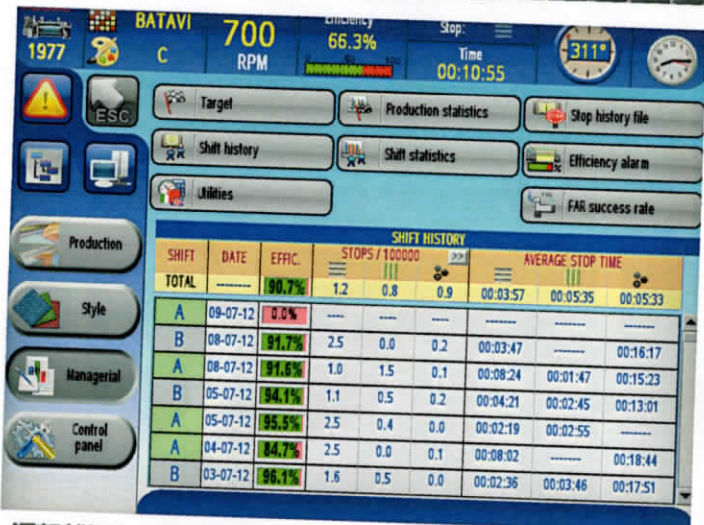 BATAVI
C
1977
700
RPM
Efficiency
66.3%
0 50 100
Stop:
Time
00:10:55
311°
ESC
Target
Production statistics
Stop history file
Shift history
Shift statistics
Efficiency alarm
Utilities
FAR success rate
Production
Style
Managerial
Control
panel
SHIFT HISTORY
SHIFT DATE EFFIC. STOPS / 100000 >> AVERAGE STOP TIME
TOTAL -------- 90.7% 1.2 0.8 0.9 00:03:57 00:05:35 00:05:33
A 09-07-12 0.0% ---- ---- ---- -------- -------- --------
B 08-07-12 91.7% 2.5 0.0 0.2 00:03:47 -------- 00:16:17
A 08-07-12 91.6% 1.0 1.5 0.1 00:08:24 00:01:47 00:15:23
B 05-07-12 94.1% 1.1 0.5 0.2 00:04:21 00:02:45 00:13:01
A 05-07-12 95.5% 2.5 0.4 0.0 00:02:19 00:02:55 --------
A 04-07-12 84.7% 2.5 0.0 0.1 00:08:02 -------- 00:18:44
B 03-07-12 96.1% 1.6 0.5 0.0 00:02:36 00:03:46 00:17:51